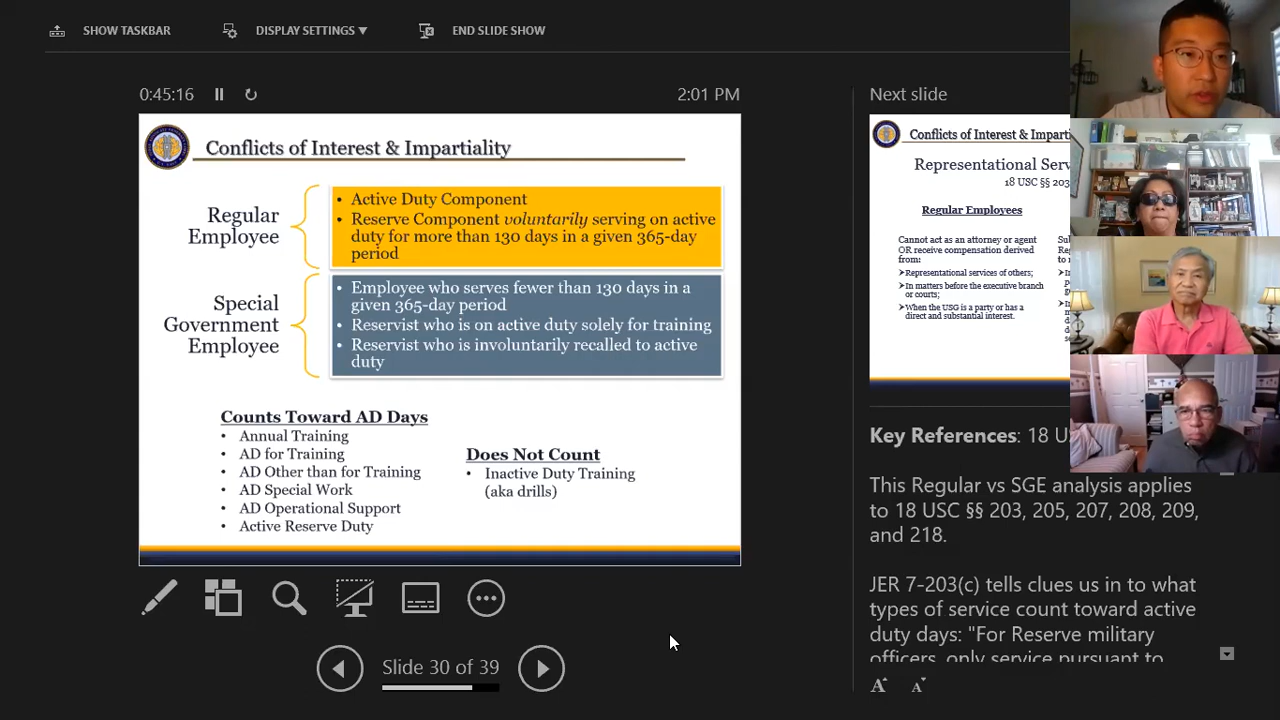 SHOW TASKBAR
DISPLAY SETTINGS ▼
END SLIDE SHOW
0:45:16
2:01 PM
Next slide
Conflicts of Interest & Impartiality
Regular
Employee
• Active Duty Component
• Reserve Component voluntarily serving on active
duty for more than 130 days in a given 365-day
period
Special
Government
Employee
• Employee who serves fewer than 130 days in a
given 365-day period
• Reservist who is on active duty solely for training
• Reservist who is involuntarily recalled to active
duty
Counts Toward AD Days
• Annual Training
• AD for Training
• AD Other than for Training
• AD Special Work
• AD Operational Support
• Active Reserve Duty
Does Not Count
• Inactive Duty Training
(aka drills)
Slide 30 of 39
Conflicts of Interest & Imparti
Representational Serv
18 USC §§ 203
Regular Employees
Cannot act as an attorney or agent
OR receive compensation derived
from:
➢Representational services of others;
➢In matters before the executive branch
or courts;
➢When the USG is a party or has a
direct and substantial interest.
Key References: 18 U
This Regular vs SGE analysis applies
to 18 USC §§ 203, 205, 207, 208, 209,
and 218.
JER 7-203(c) tells clues us in to what
types of service count toward active
duty days: "For Reserve military
officers, only service pursuant to
A A